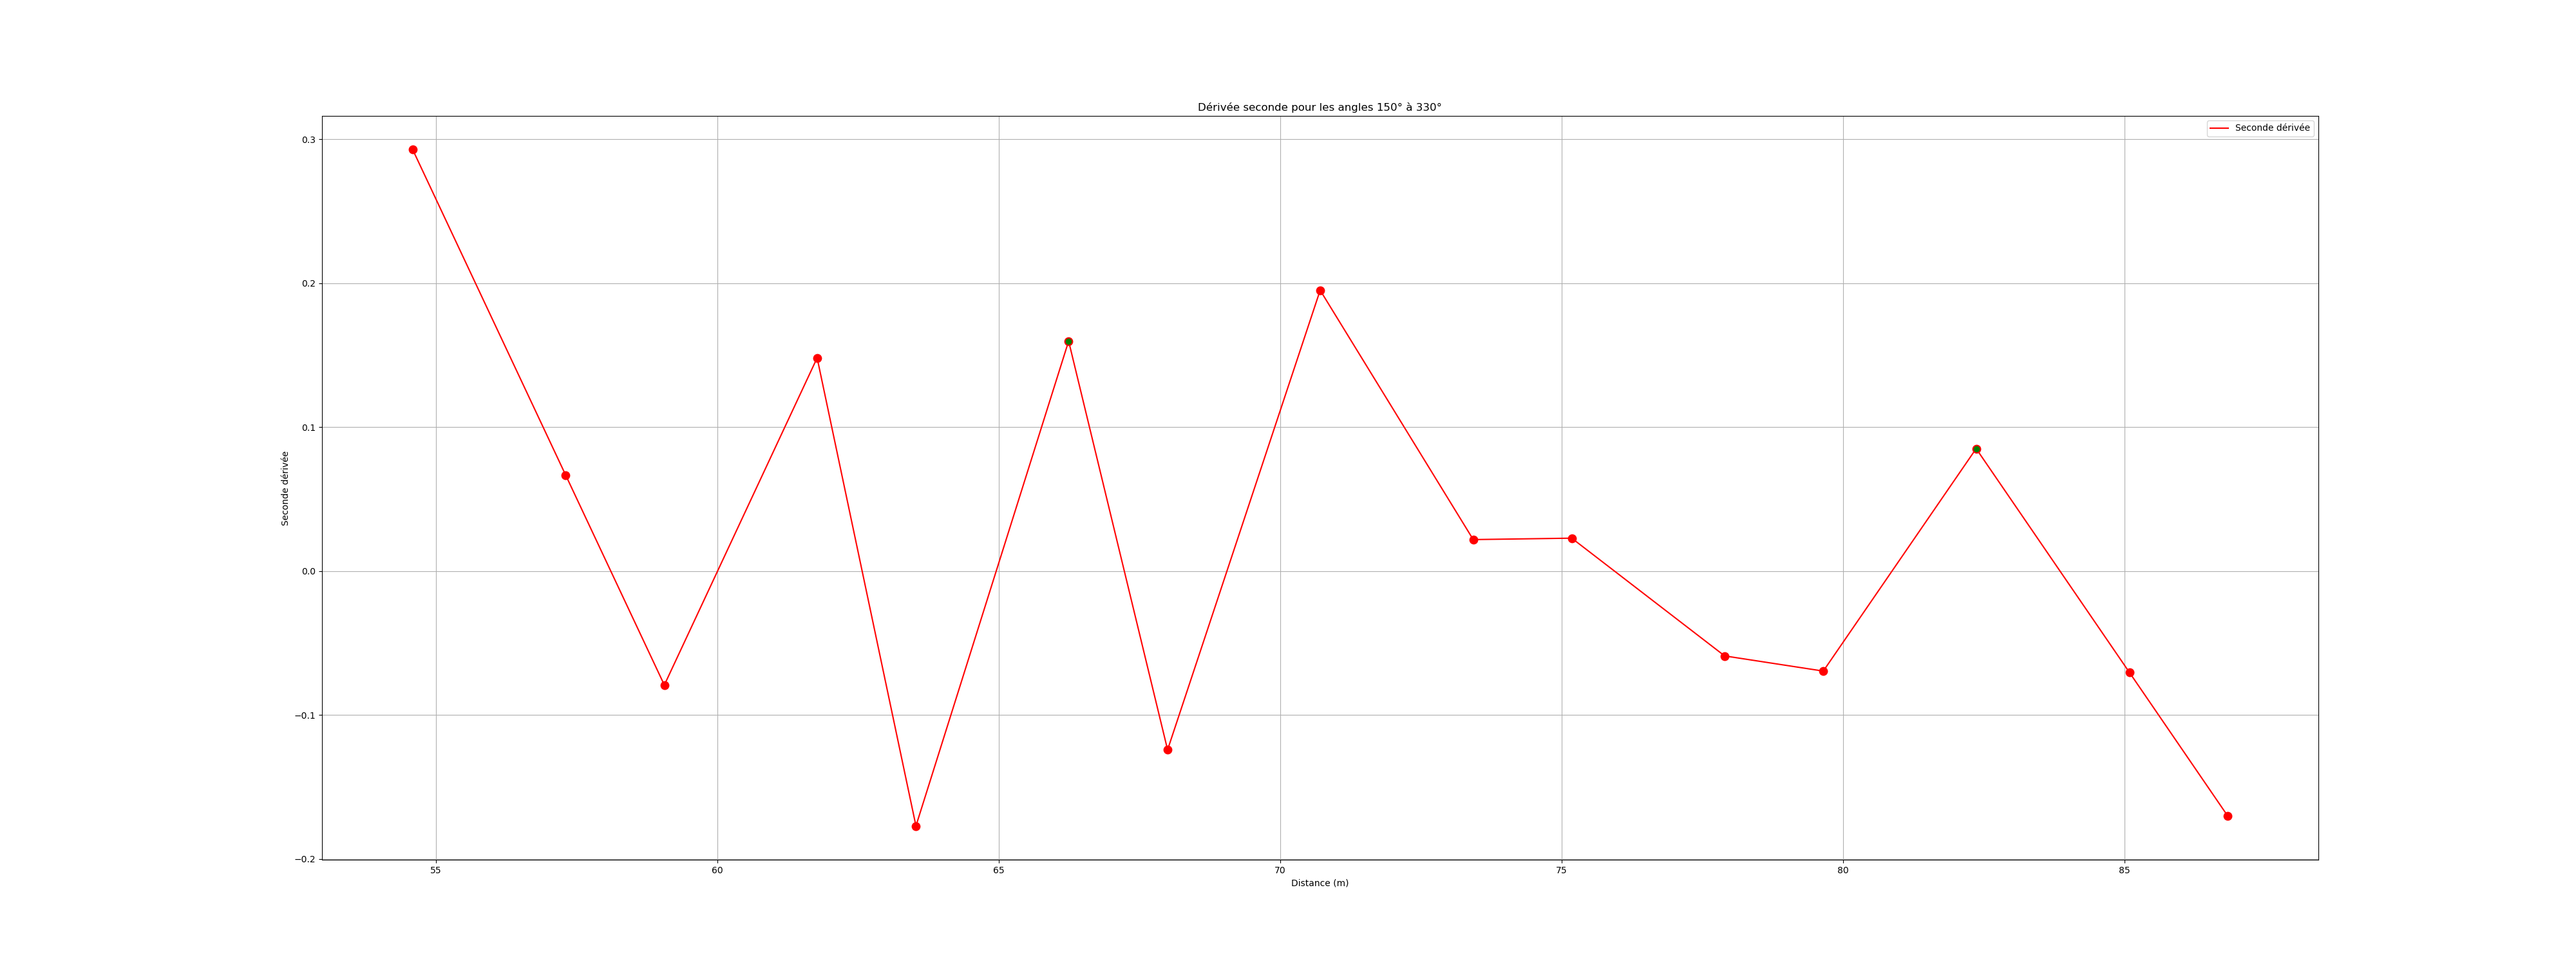 Dérivée seconde pour les angles 150° à 330°
Seconde dérivée
0.3
0.2
0.1
0.0
−0.1
−0.2
Seconde dérivée
55 60 65 70 75 80 85
Distance (m)